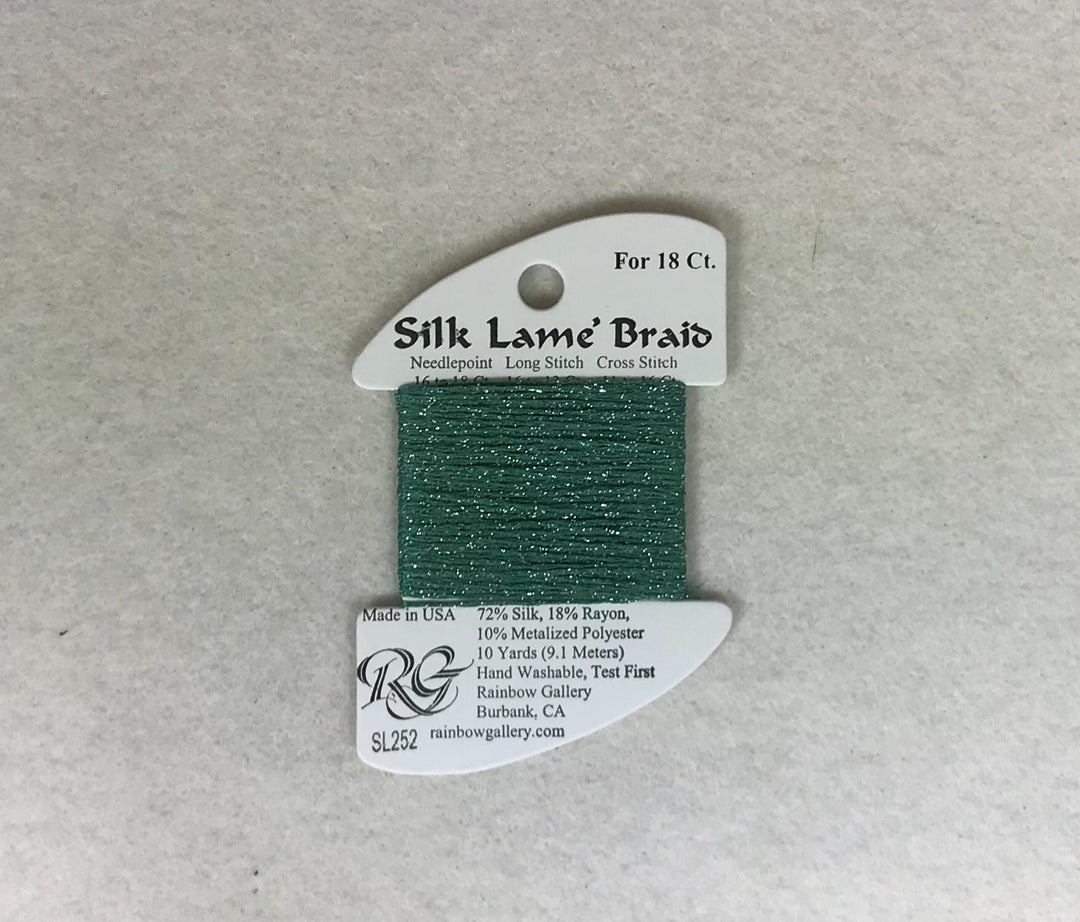 For 18 Ct.
Silk Lame' Braid
Needlepoint Long Stitch Cross Stitch
Made in USA
72% Silk, 18% Rayon,
10% Metalized Polyester
10 Yards (9.1 Meters)
Hand Washable, Test First
Rainbow Gallery
Burbank, CA
rainbowgallery.com
RG
SL252